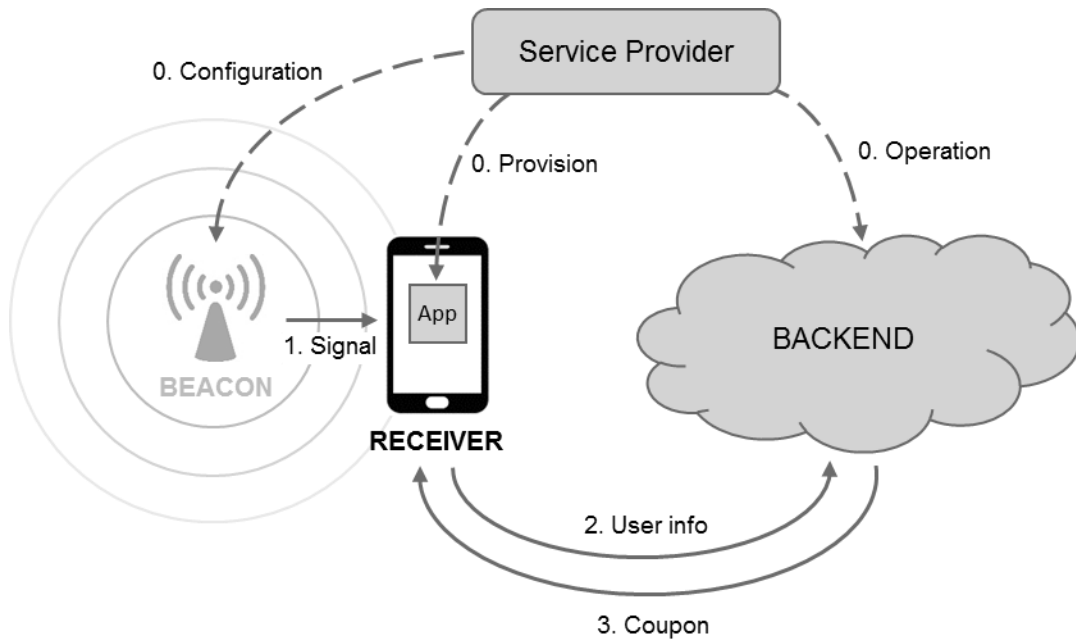 Service Provider
0. Configuration
0. Provision
0. Operation
App
1. Signal
BEACON
BACKEND
RECEIVER
2. User info
3. Coupon